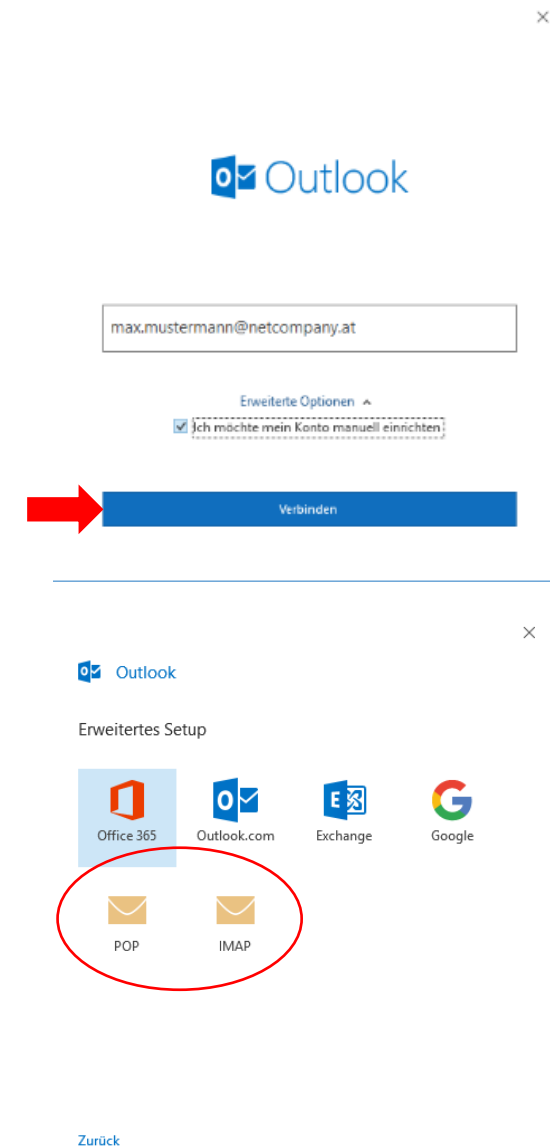 Outlook
max.mustermann@netcompany.at
Erweiterte Optionen
Ich möchte mein Konto manuell einrichten
Verbinden
Outlook
Erweitertes Setup
Office 365 Outlook.com Exchange Google
POP IMAP
Zurück